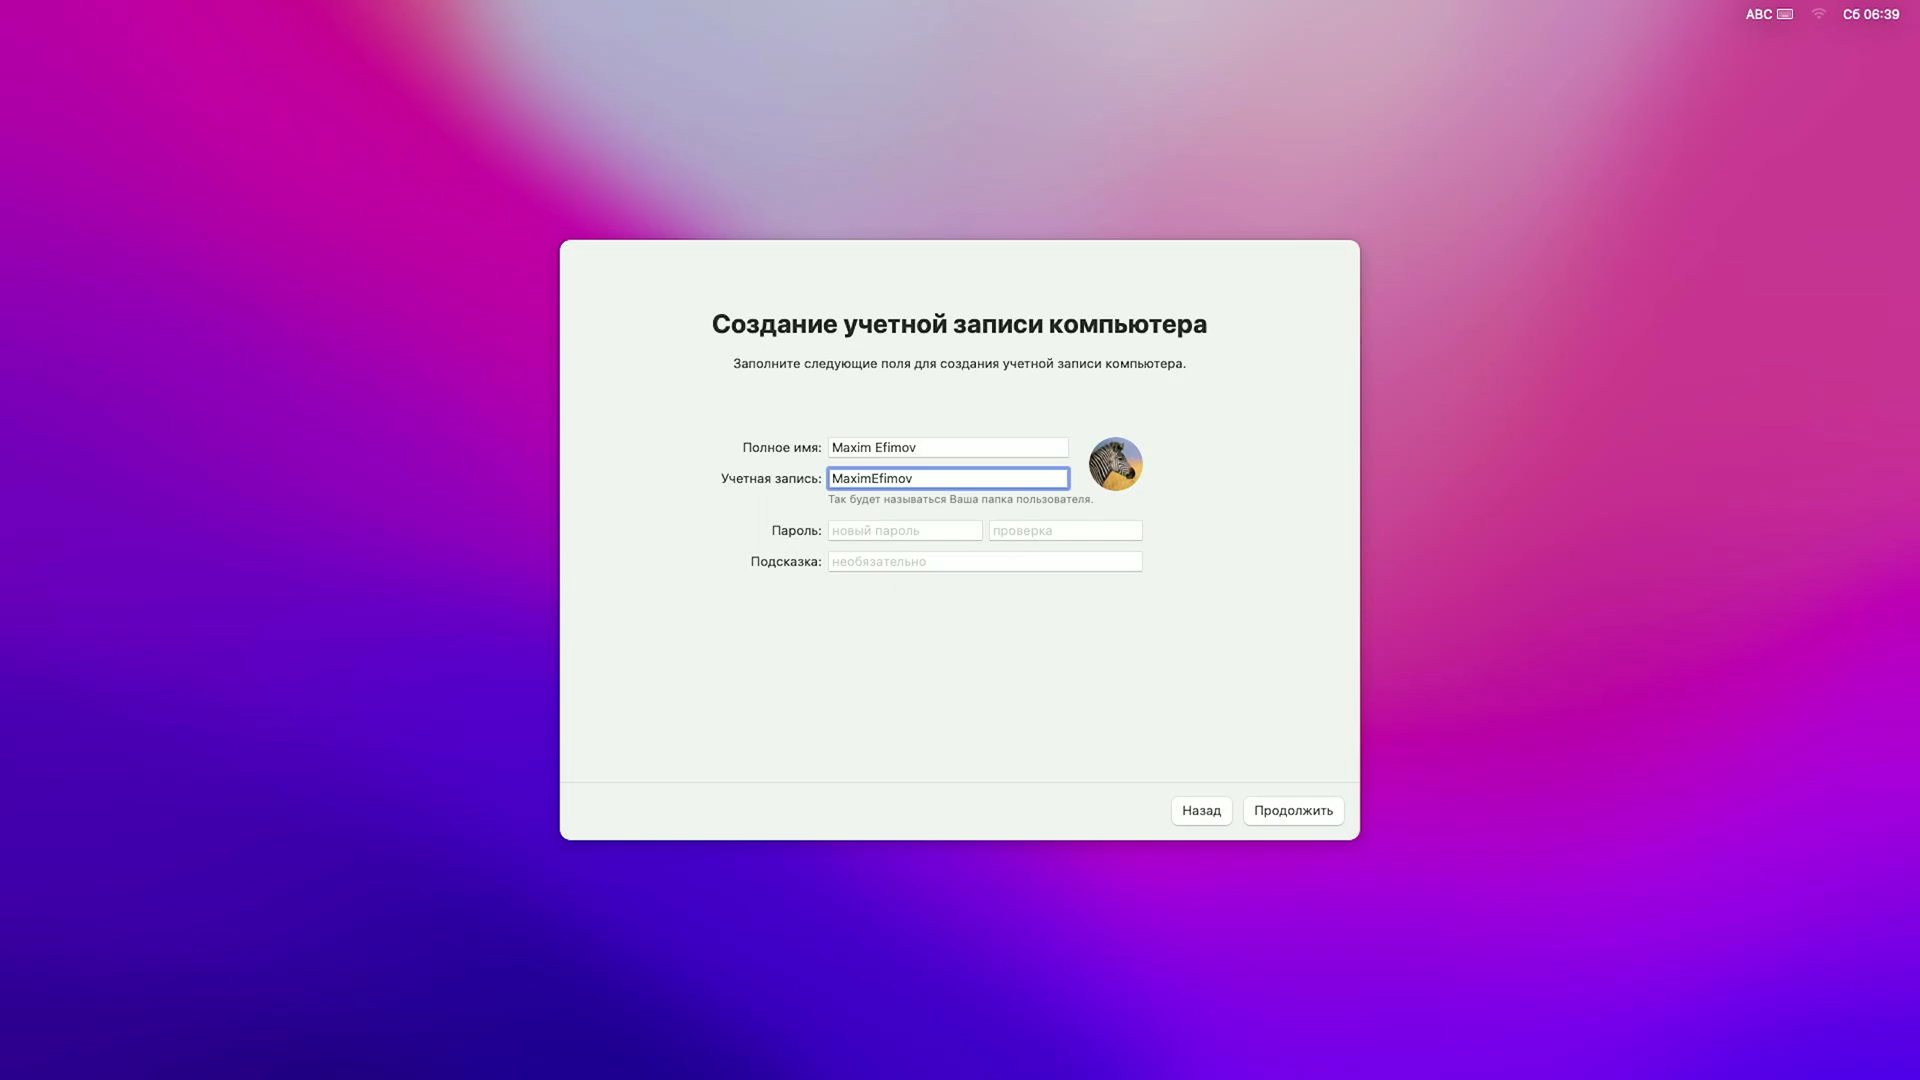 ABC Сб 06:39
Создание учетной записи компьютера
Заполните следующие поля для создания учетной записи компьютера.
Полное имя: Maxim Efimov
Учетная запись: MaximEfimov
Так будет называться Ваша папка пользователя.
Пароль: новый пароль проверка
Подсказка: необязательно
Назад Продолжить